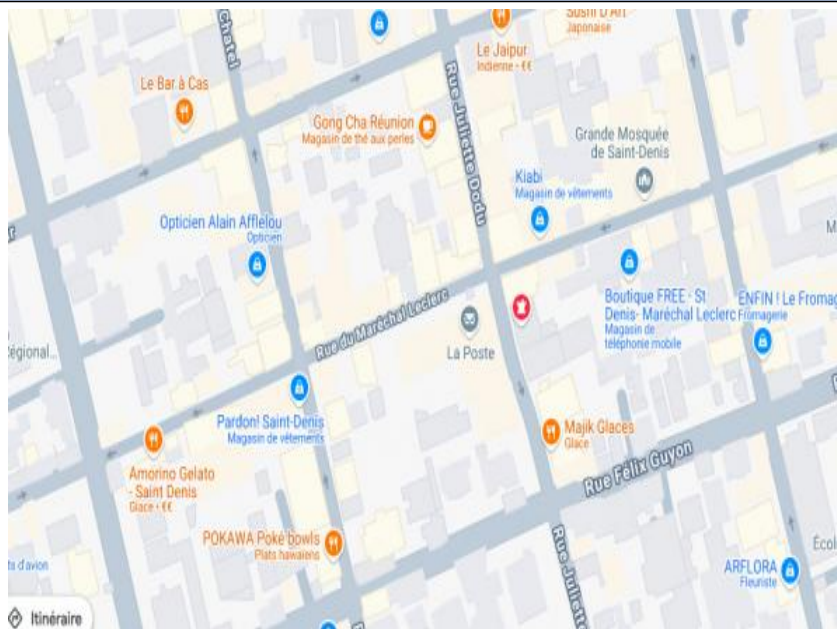 Chatel
Sushi D'Art
Japonaise
Le Jaipur
Indienne • €€
Le Bar à Cas
Gong Cha Réunion
Magasin de thé aux perles
Rue Juliette Dodu
Grande Mosquée
de Saint-Denis
Kiabi
Magasin de vêtements
Opticien Alain Afflelou
Opticien
Rue du Maréchal Leclerc
La Poste
Boutique FREE - St
Denis- Maréchal Leclerc
Magasin de
téléphonie mobile
ENFIN ! Le Fromag
Fromagerie
égional...
Pardon! Saint-Denis
Magasin de vêtements
Majik Glaces
Glace
Amorino Gelato
- Saint Denis
Glace • €€
Rue Félix Guyon
POKAWA Poké bowls
Plats hawaïens
Rue Juliette
Écol
ts d'avion
ARFLORA
Fleuriste
Itinéraire